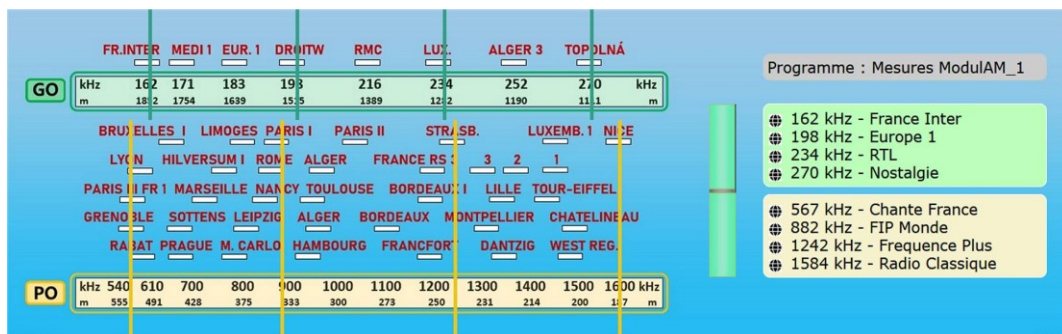 FR.INTER MEDI 1 EUR. 1 DROITW RMC LUX. ALGER 3 TOPOLNÁ
GO kHz 162 171 183 198 216 234 252 270 kHz
m 1852 1754 1639 1515 1389 1282 1190 1111 m
BRUXELLES I LIMOGES PARIS I PARIS II STRASB. LUXEMB. 1 NICE
LYON HILVERSUM I ROME ALGER FRANCE RS 3 3 2 1
PARIS III FR 1 MARSEILLE NANCY TOULOUSE BORDEAUX I LILLE TOUR-EIFFEL
GRENOBLE SOTTENS LEIPZIG ALGER BORDEAUX MONTPELLIER CHATELINEAU
RABAT PRAGUE M. CARLO HAMBOURG FRANCFORT DANTZIG WEST REG.
PO kHz 540 610 700 800 900 1000 1100 1200 1300 1400 1500 1600 kHz
m 555 491 428 375 333 300 273 250 231 214 200 187 m
Programme : Mesures ModulAM_1
162 kHz - France Inter
198 kHz - Europe 1
234 kHz - RTL
270 kHz - Nostalgie
567 kHz - Chante France
882 kHz - FIP Monde
1242 kHz - Frequence Plus
1584 kHz - Radio Classique